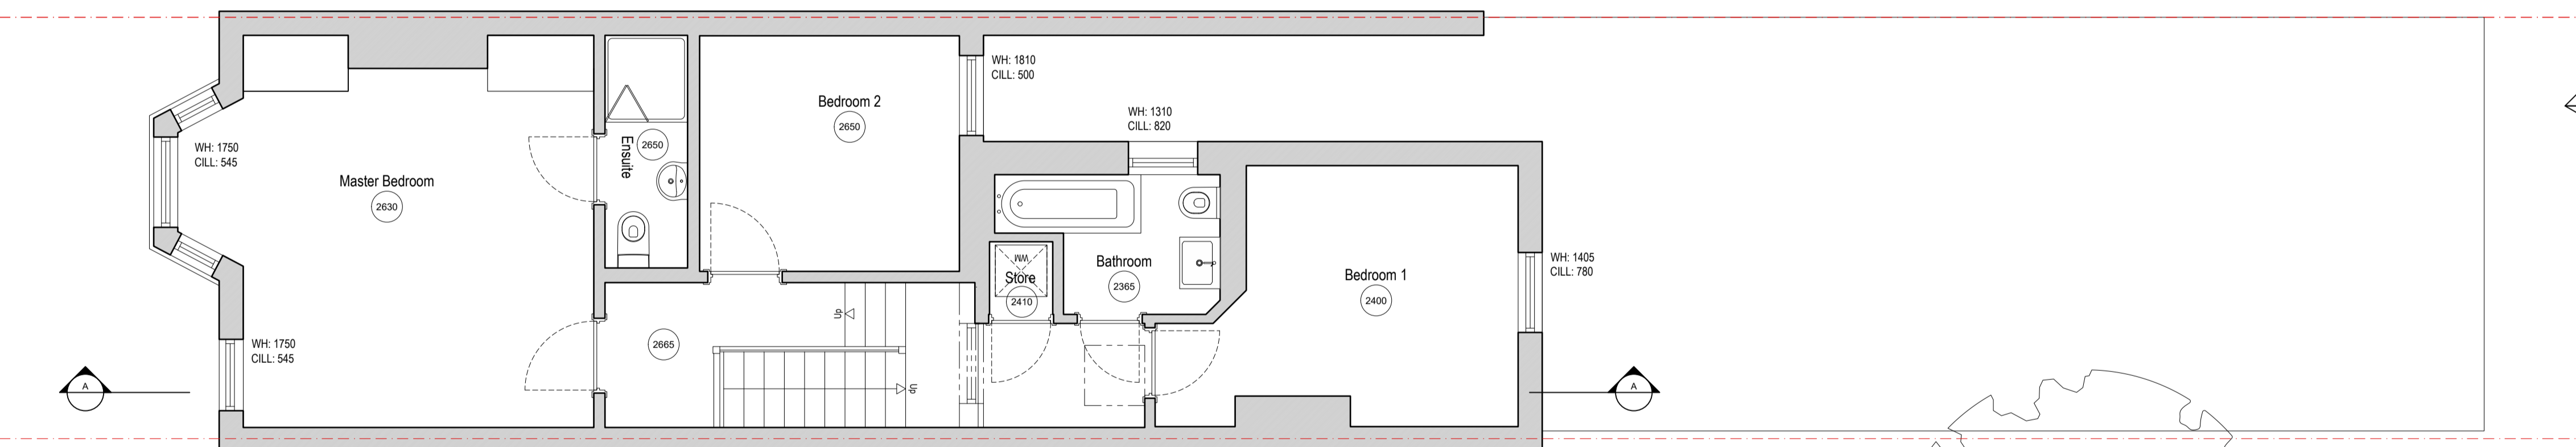 WH: 1750
CILL: 545
Master Bedroom
2630
WH: 1750
CILL: 545
A
Ensuite
2650
Bedroom 2
2650
WH: 1810
CILL: 500
WH: 1310
CILL: 820
2665
Up
Up
WM
Store
2410
Bathroom
2365
Bedroom 1
2400
WH: 1405
CILL: 780
A